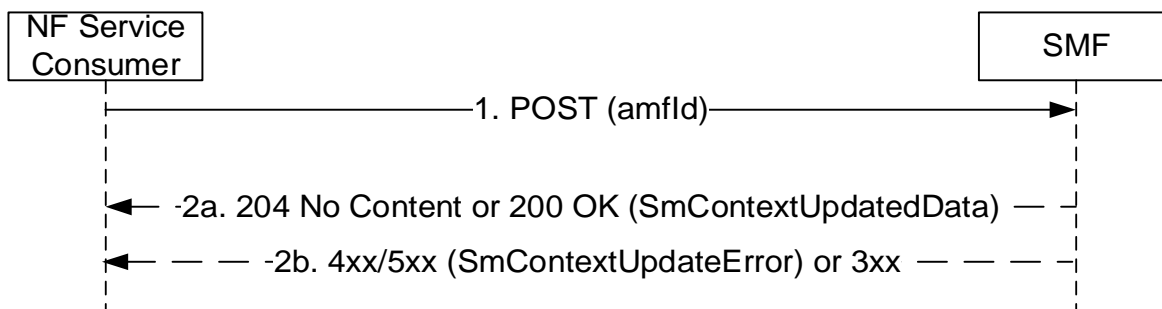 NF Service
Consumer
SMF
1. POST (amfId)
2a. 204 No Content or 200 OK (SmContextUpdatedData)
2b. 4xx/5xx (SmContextUpdateError) or 3xx